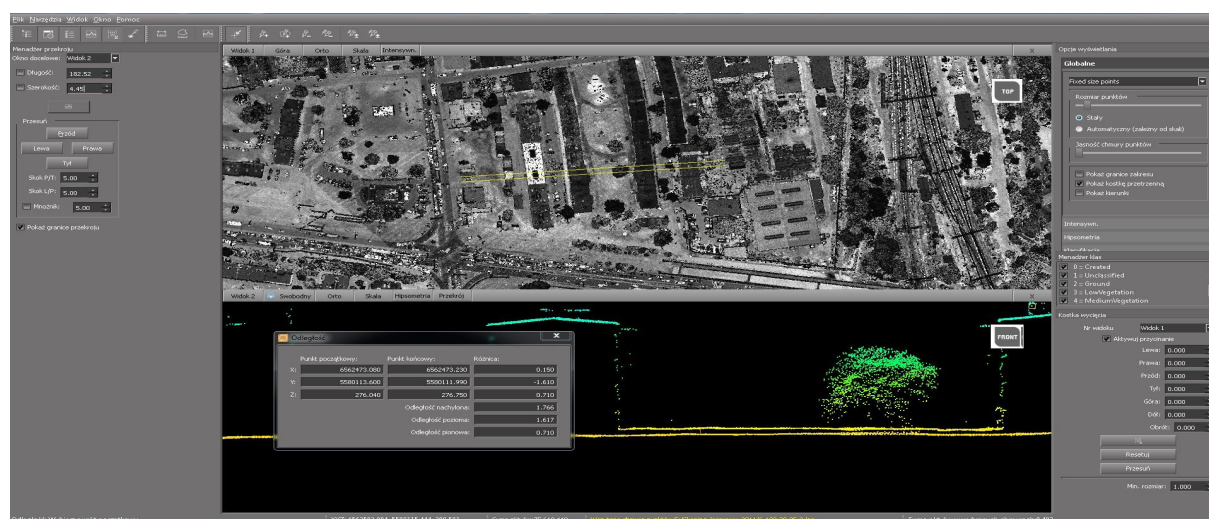 Plik Narzędzia Widok Okno Pomoc
Menadżer przekroju
Okno docelowe: Widok 2
Długość: 182.52
Szerokość: 4.45
Przesuń
Przód
Lewa Prawa
Tył
Skok P/T: 5.00
Skok L/P: 5.00
Mnożnik: 5.00
Pokaż granice przekroju
Widok 1 Góra Orto Skala Intensywn. X
TOP
Widok 2 Swobodny Orto Skala Hipsometria Przekrój
FRONT
Odległość X
Punkt początkowy: Punkt końcowy: Różnica:
X: 6562473.080 6562473.230 0.150
Y: 5580113.600 5580111.990 -1.610
Z: 276.040 276.750 0.710
Odległość nachylona: 1.766
Odległość pozioma: 1.617
Odległość pionowa: 0.710
Opcje wyświetlania
Globalne
Fixed size points
Rozmiar punktów
Stały
Automatyczny (zależny od skali)
Jasność chmury punktów
Pokaż granice zakresu
Pokaż kostkę przestrzenną
Pokaż kierunki
Intensywn.
Hipsometria
Klasyfikacja
Menadżer klas
0 = Created
1 = Unclassified
2 = Ground
3 = LowVegetation
4 = MediumVegetation
Kostka wycięcia
Nr widoku Widok 1
Aktywuj przycinanie
Lewa: 0.000
Prawa: 0.000
Przód: 0.000
Tył: 0.000
Góra: 0.000
Dół: 0.000
Obrót: 0.000
Resetuj
Przesuń
Min. rozmiar: 1.000